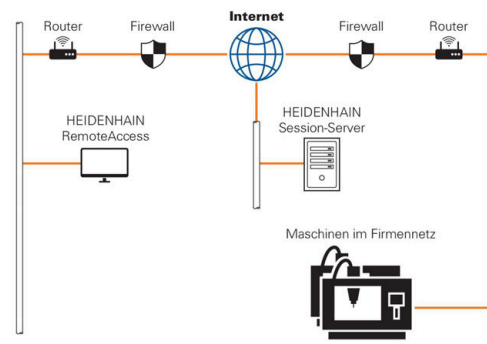 Internet
Router
Firewall
Firewall
Router
HEIDENHAIN
RemoteAccess
HEIDENHAIN
Session-Server
Maschinen im Firmennetz